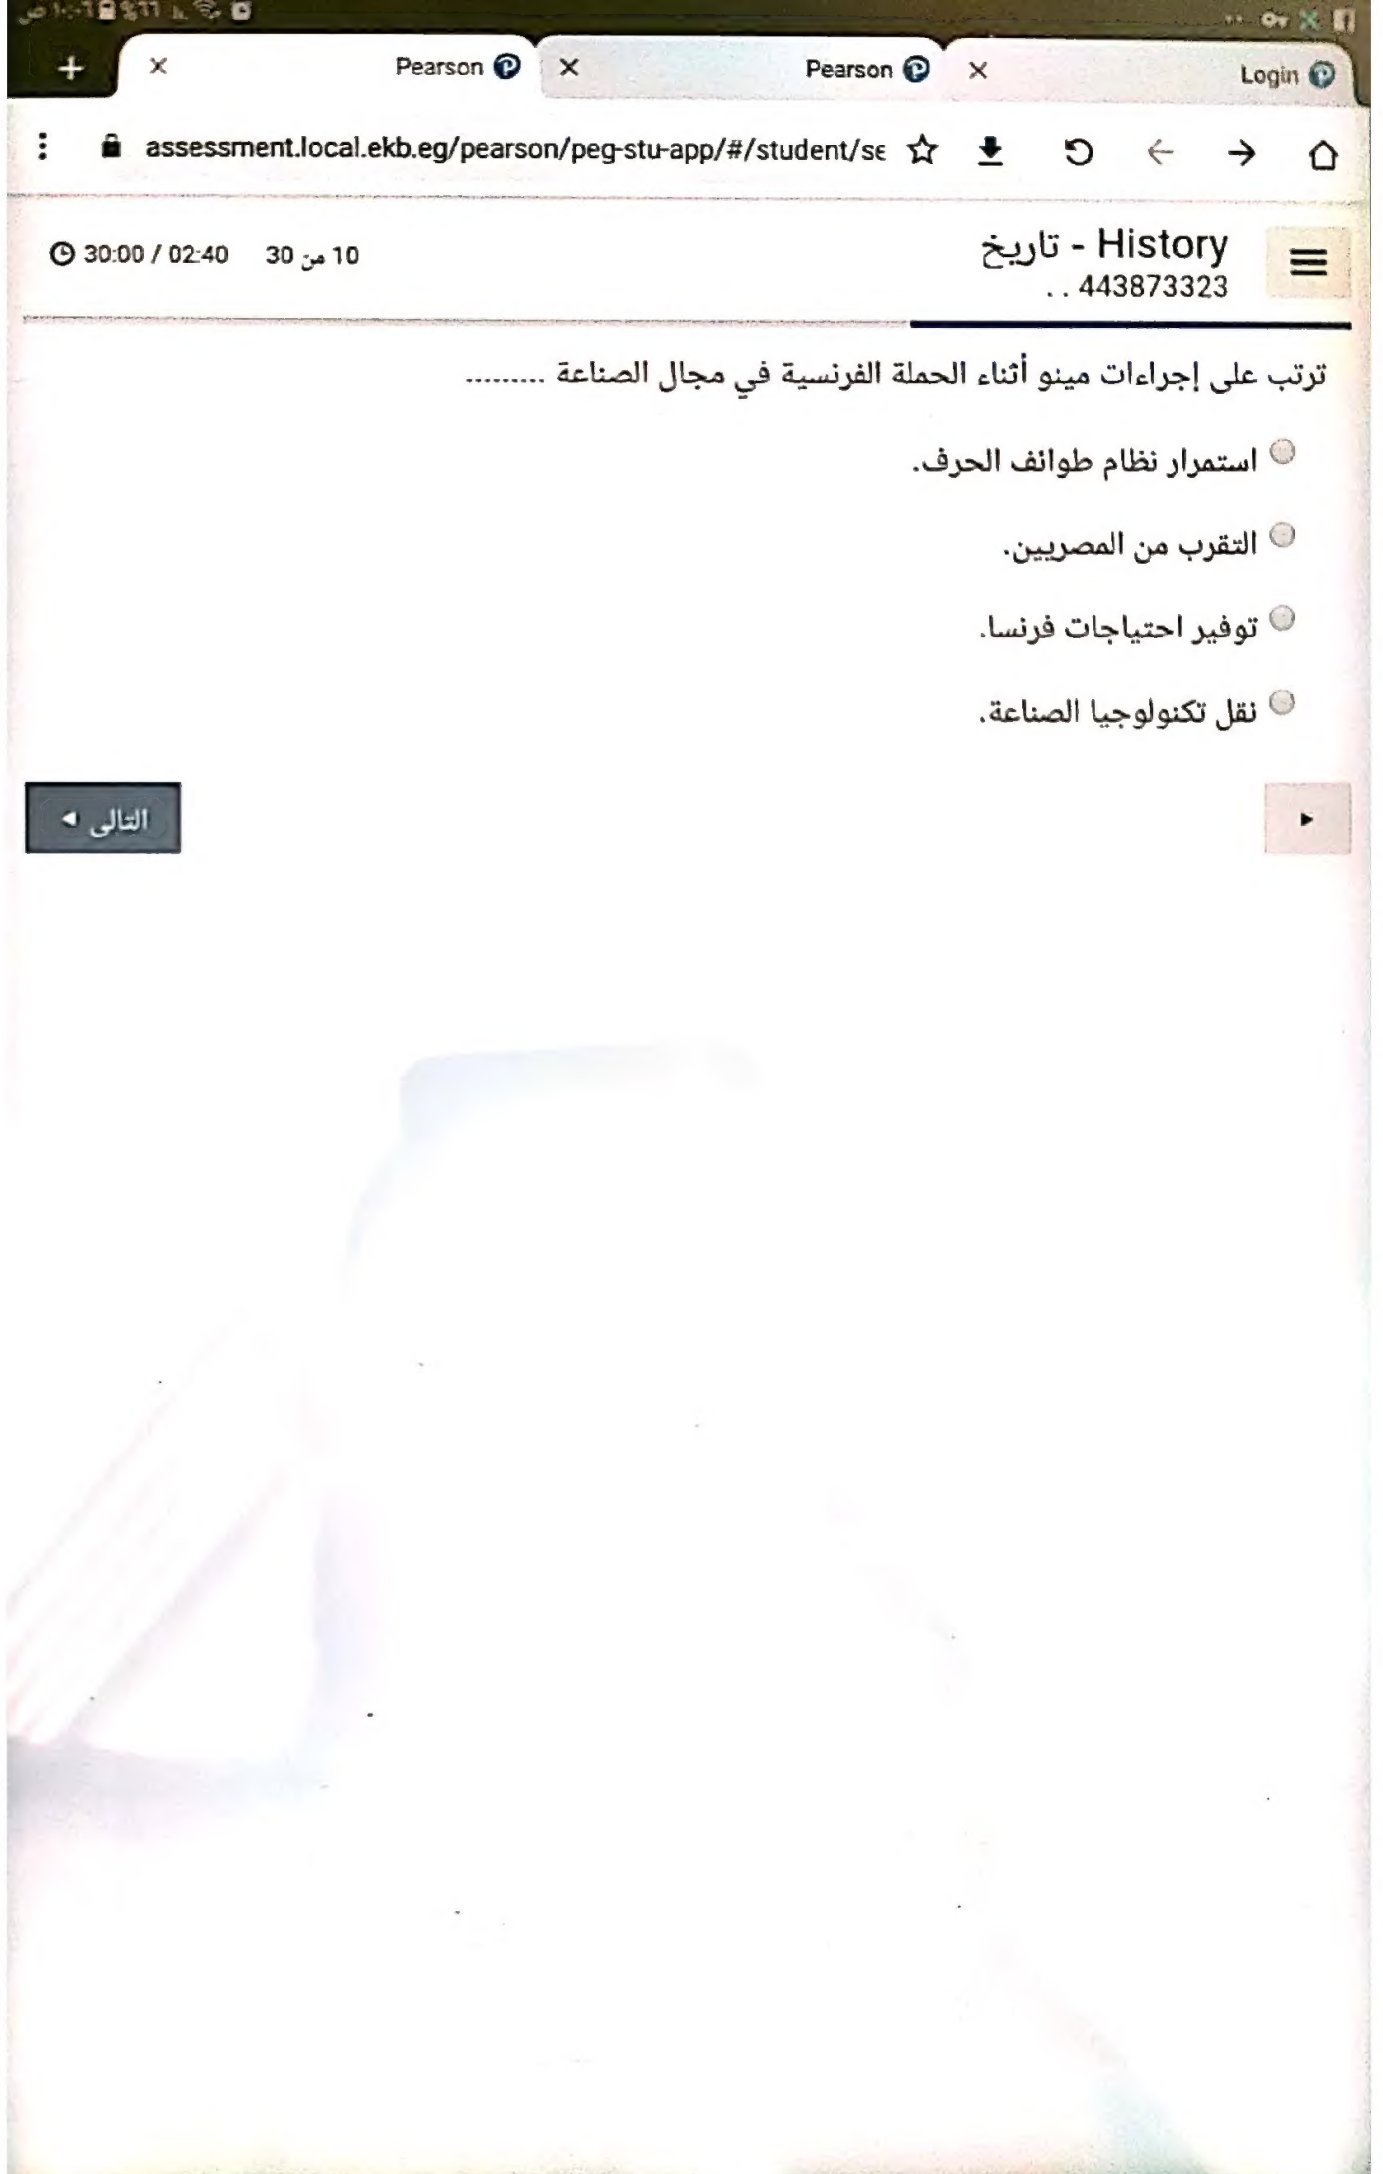 Pearson
Pearson
Login
assessment.local.ekb.eg/pearson/peg-stu-app/#/student/se
History - تاريخ
443873323 . .
10 من 30
30:00 / 02:40
ترتب على إجراءات مينو أثناء الحملة الفرنسية في مجال الصناعة .........
استمرار نظام طوائف الحرف.
التقرب من المصريين.
توفير احتياجات فرنسا.
نقل تكنولوجيا الصناعة.
التالى